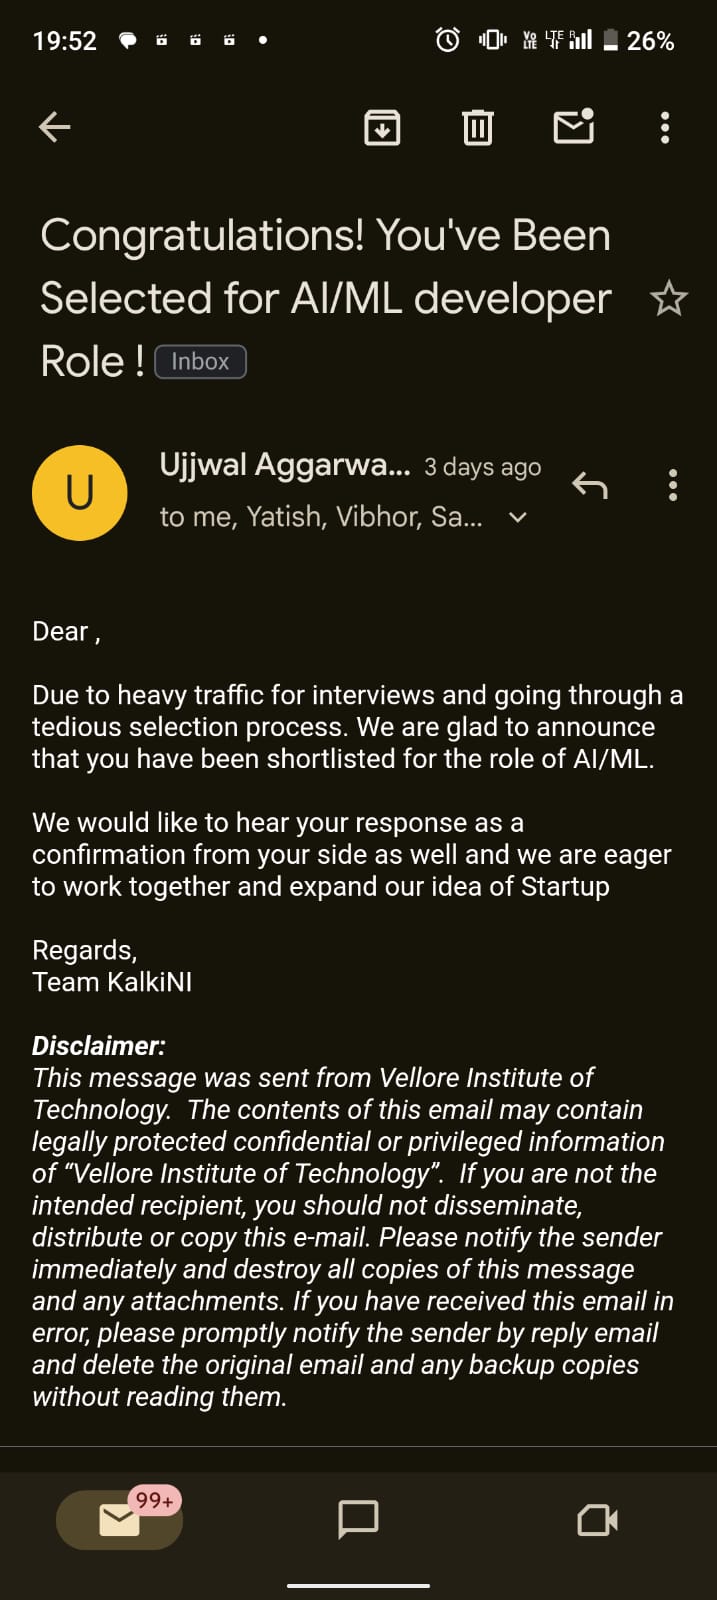 19:52
Vo LTE LTE R 26%
Congratulations! You've Been
Selected for AI/ML developer
Role ! Inbox
U
Ujjwal Aggarwa... 3 days ago
to me, Yatish, Vibhor, Sa...
Dear ,
Due to heavy traffic for interviews and going through a
tedious selection process. We are glad to announce
that you have been shortlisted for the role of AI/ML.
We would like to hear your response as a
confirmation from your side as well and we are eager
to work together and expand our idea of Startup
Regards,
Team KalkiNI
Disclaimer:
This message was sent from Vellore Institute of
Technology.  The contents of this email may contain
legally protected confidential or privileged information
of “Vellore Institute of Technology”.  If you are not the
intended recipient, you should not disseminate,
distribute or copy this e-mail. Please notify the sender
immediately and destroy all copies of this message
and any attachments. If you have received this email in
error, please promptly notify the sender by reply email
and delete the original email and any backup copies
without reading them.
99+